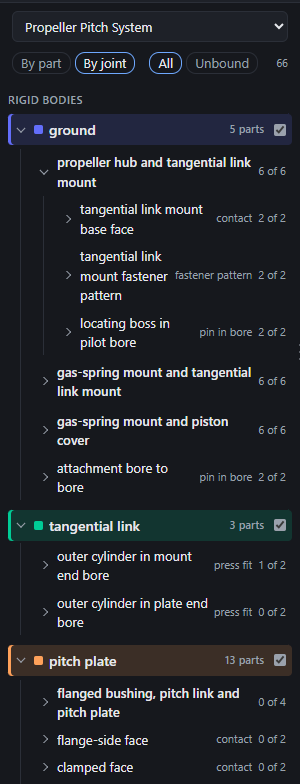 Propeller Pitch System
By part By joint All Unbound 66
RIGID BODIES
ground 5 parts
propeller hub and tangential link
mount 6 of 6
tangential link mount
base face contact 2 of 2
tangential link
mount fastener
pattern fastener pattern 2 of 2
locating boss in
pilot bore pin in bore 2 of 2
gas-spring mount and tangential
link mount 6 of 6
gas-spring mount and piston
cover 6 of 6
attachment bore to
bore pin in bore 2 of 2
tangential link 3 parts
outer cylinder in mount
end bore press fit 1 of 2
outer cylinder in plate end
bore press fit 0 of 2
pitch plate 13 parts
flanged bushing, pitch link and
pitch plate 0 of 4
flange-side face contact 0 of 2
clamped face contact 0 of 2